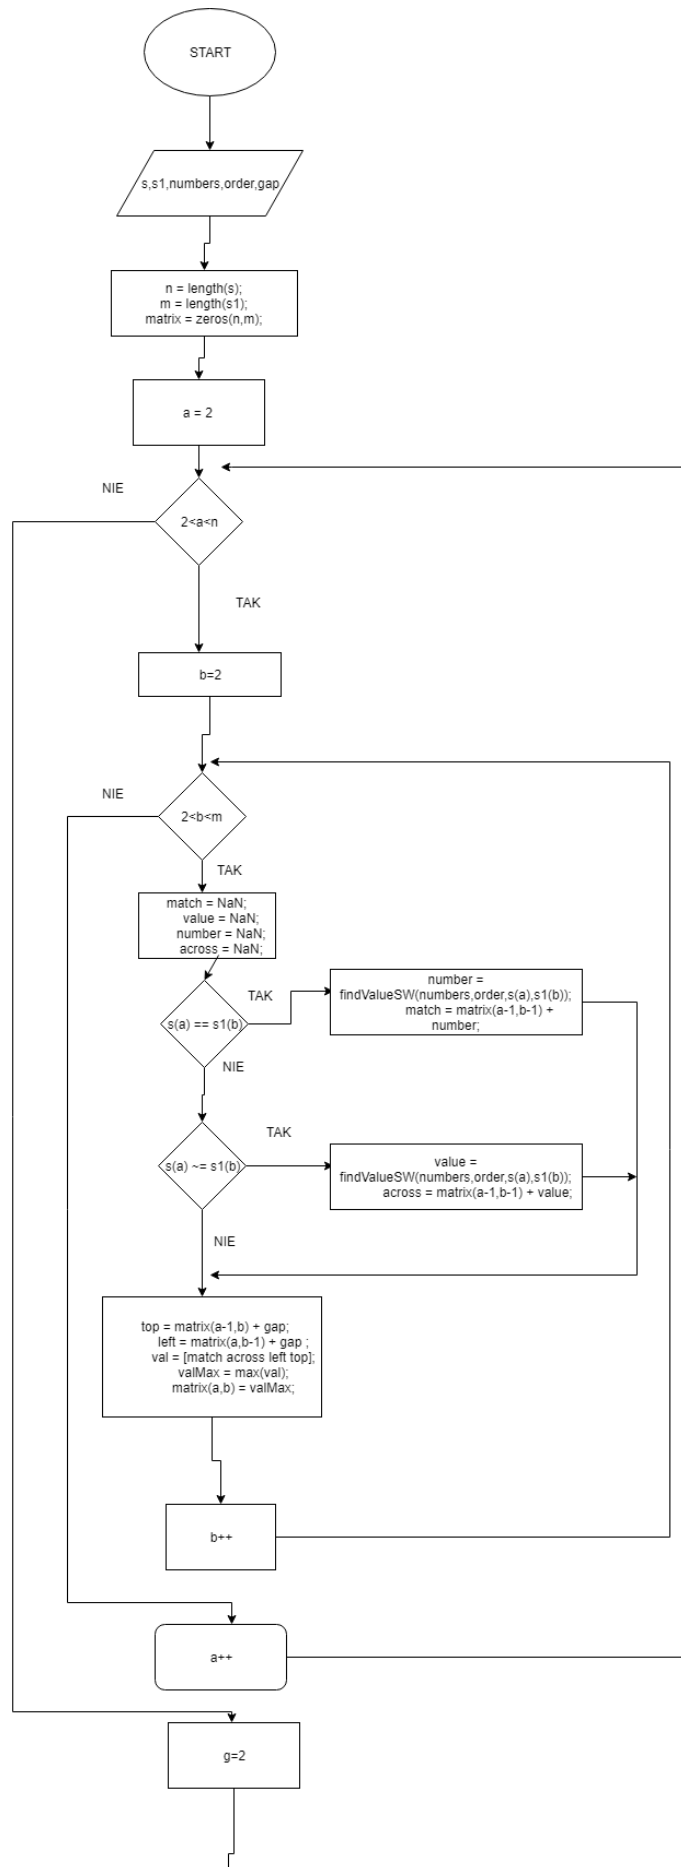 START
s,s1,numbers,order,gap
n = length(s);
m = length(s1);
matrix = zeros(n,m);
a = 2
NIE
2<a<n
TAK
b=2
NIE
2<b<m
TAK
match = NaN;
value = NaN;
number = NaN;
across = NaN;
s(a) == s1(b)
TAK
number =
findValueSW(numbers,order,s(a),s1(b));
match = matrix(a-1,b-1) +
number;
NIE
s(a) ~= s1(b)
TAK
value =
findValueSW(numbers,order,s(a),s1(b));
across = matrix(a-1,b-1) + value;
NIE
top = matrix(a-1,b) + gap;
left = matrix(a,b-1) + gap ;
val = [match across left top];
valMax = max(val);
matrix(a,b) = valMax;
b++
a++
g=2